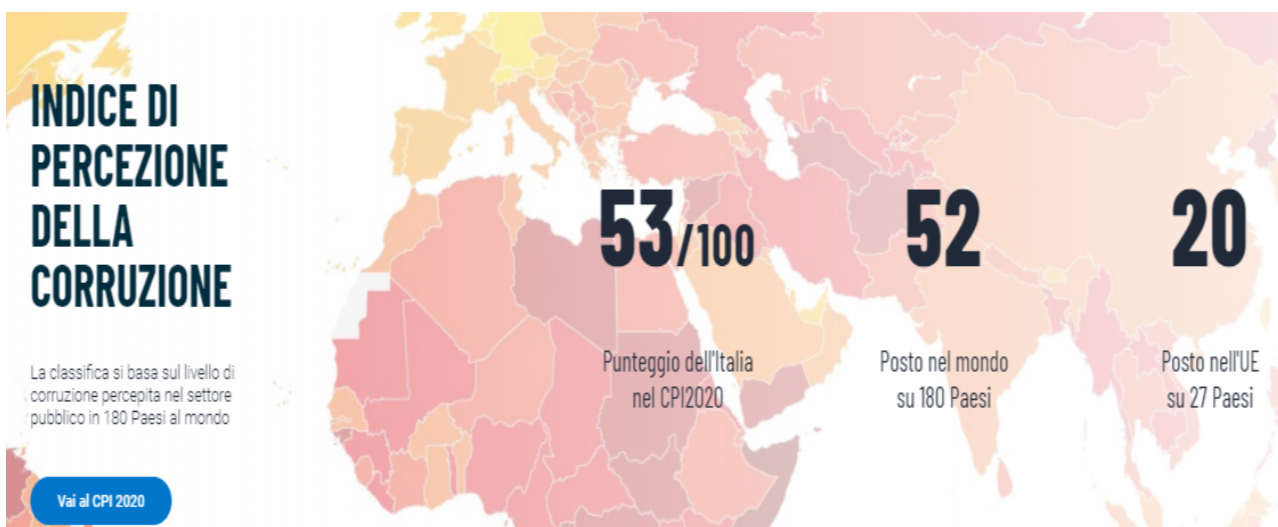 INDICE DI
PERCEZIONE
DELLA
CORRUZIONE
La classifica si basa sul livello di
corruzione percepita nel settore
pubblico in 180 Paesi al mondo
Vai al CPI 2020
53/100
Punteggio dell'Italia
nel CPI2020
52
Posto nel mondo
su 180 Paesi
20
Posto nell'UE
su 27 Paesi